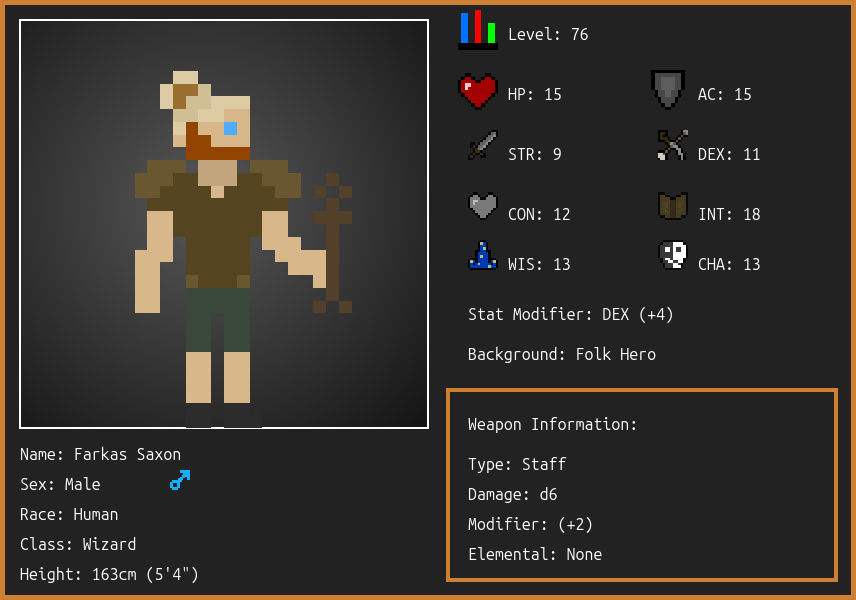 Level: 76
HP: 15
AC: 15
STR: 9
DEX: 11
CON: 12
INT: 18
WIS: 13
CHA: 13
Stat Modifier: DEX (+4)
Background: Folk Hero
Weapon Information:
Type: Staff
Damage: d6
Modifier: (+2)
Elemental: None
Name: Farkas Saxon
Sex: Male
Race: Human
Class: Wizard
Height: 163cm (5'4")